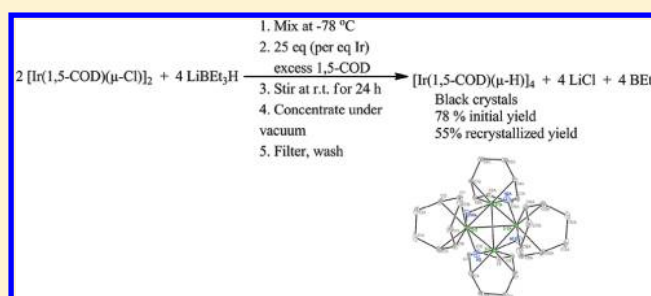 1. Mix at -78 °C
2. 25 eq (per eq Ir)
excess 1,5-COD
3. Stir at r.t. for 24 h
4. Concentrate under
vacuum
5. Filter, wash
2 [Ir(1,5-COD)(μ-Cl)]2 + 4 LiBEt3H
[Ir(1,5-COD)(μ-H)]4 + 4 LiCl + 4 BEt
Black crystals
78 % initial yield
55% recrystallized yield